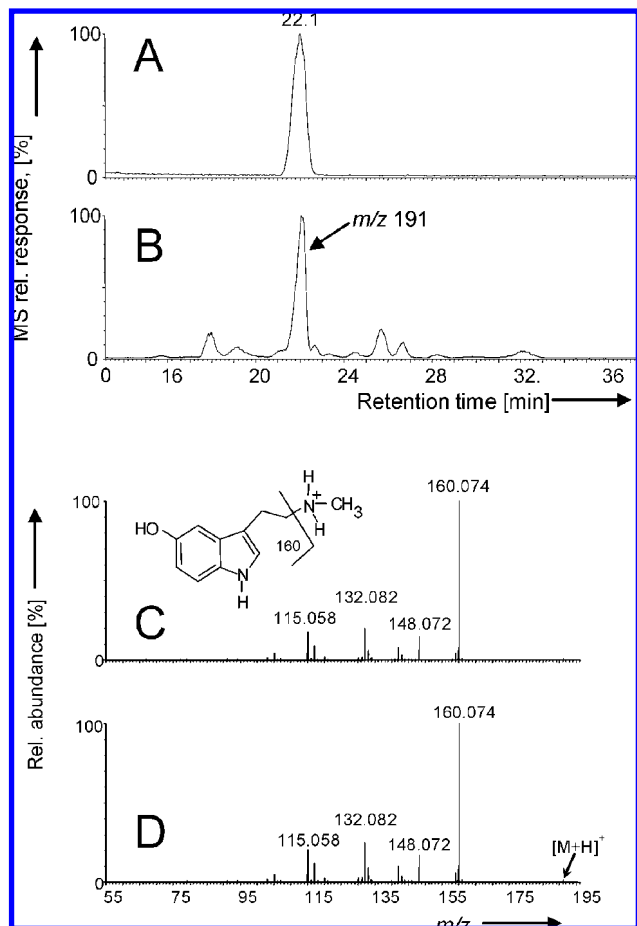 22.1
100
A
0
MS rel. response, [%]
100
B
m/z 191
0
0 16 20 24 28 32. 36
Retention time [min]
160.074
100
H
N
+
CH3
H
HO
160
N
H
132.082
115.058
148.072
C
0
Rel. abundance [%]
160.074
100
132.082
115.058
148.072
[M+H]+
D
0
55 75 95 115 135 155 195
m/z